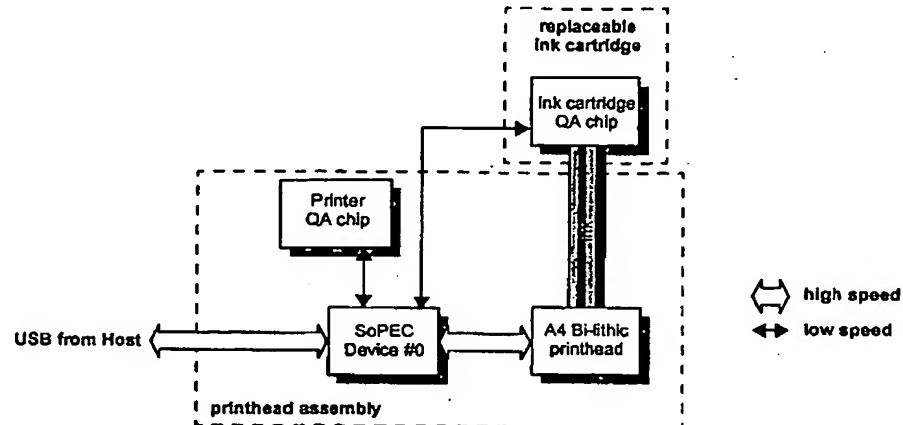 replaceable
ink cartridge
Ink cartridge
QA chip
Printer
QA chip
INK
USB from Host
SoPEC
Device #0
A4 Bi-lithic
printhead
high speed
low speed
printhead assembly